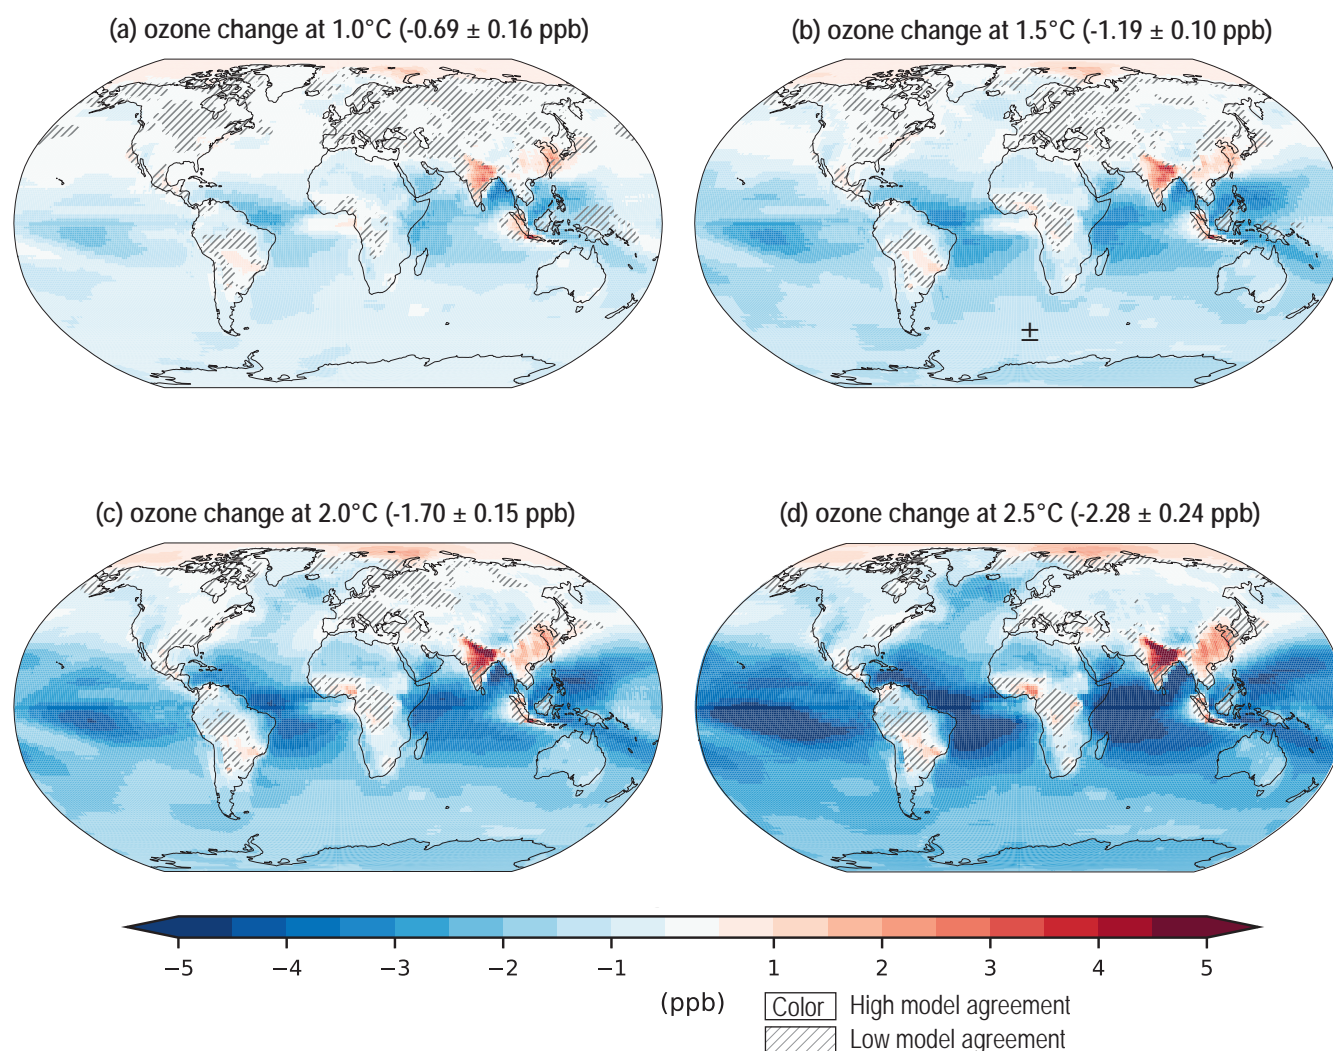 (a) ozone change at 1.0°C (-0.69 ± 0.16 ppb)
(b) ozone change at 1.5°C (-1.19 ± 0.10 ppb)
±
(c) ozone change at 2.0°C (-1.70 ± 0.15 ppb)
(d) ozone change at 2.5°C (-2.28 ± 0.24 ppb)
−5 −4 −3 −2 −1 1 2 3 4 5
(ppb)
Color High model agreement
Low model agreement